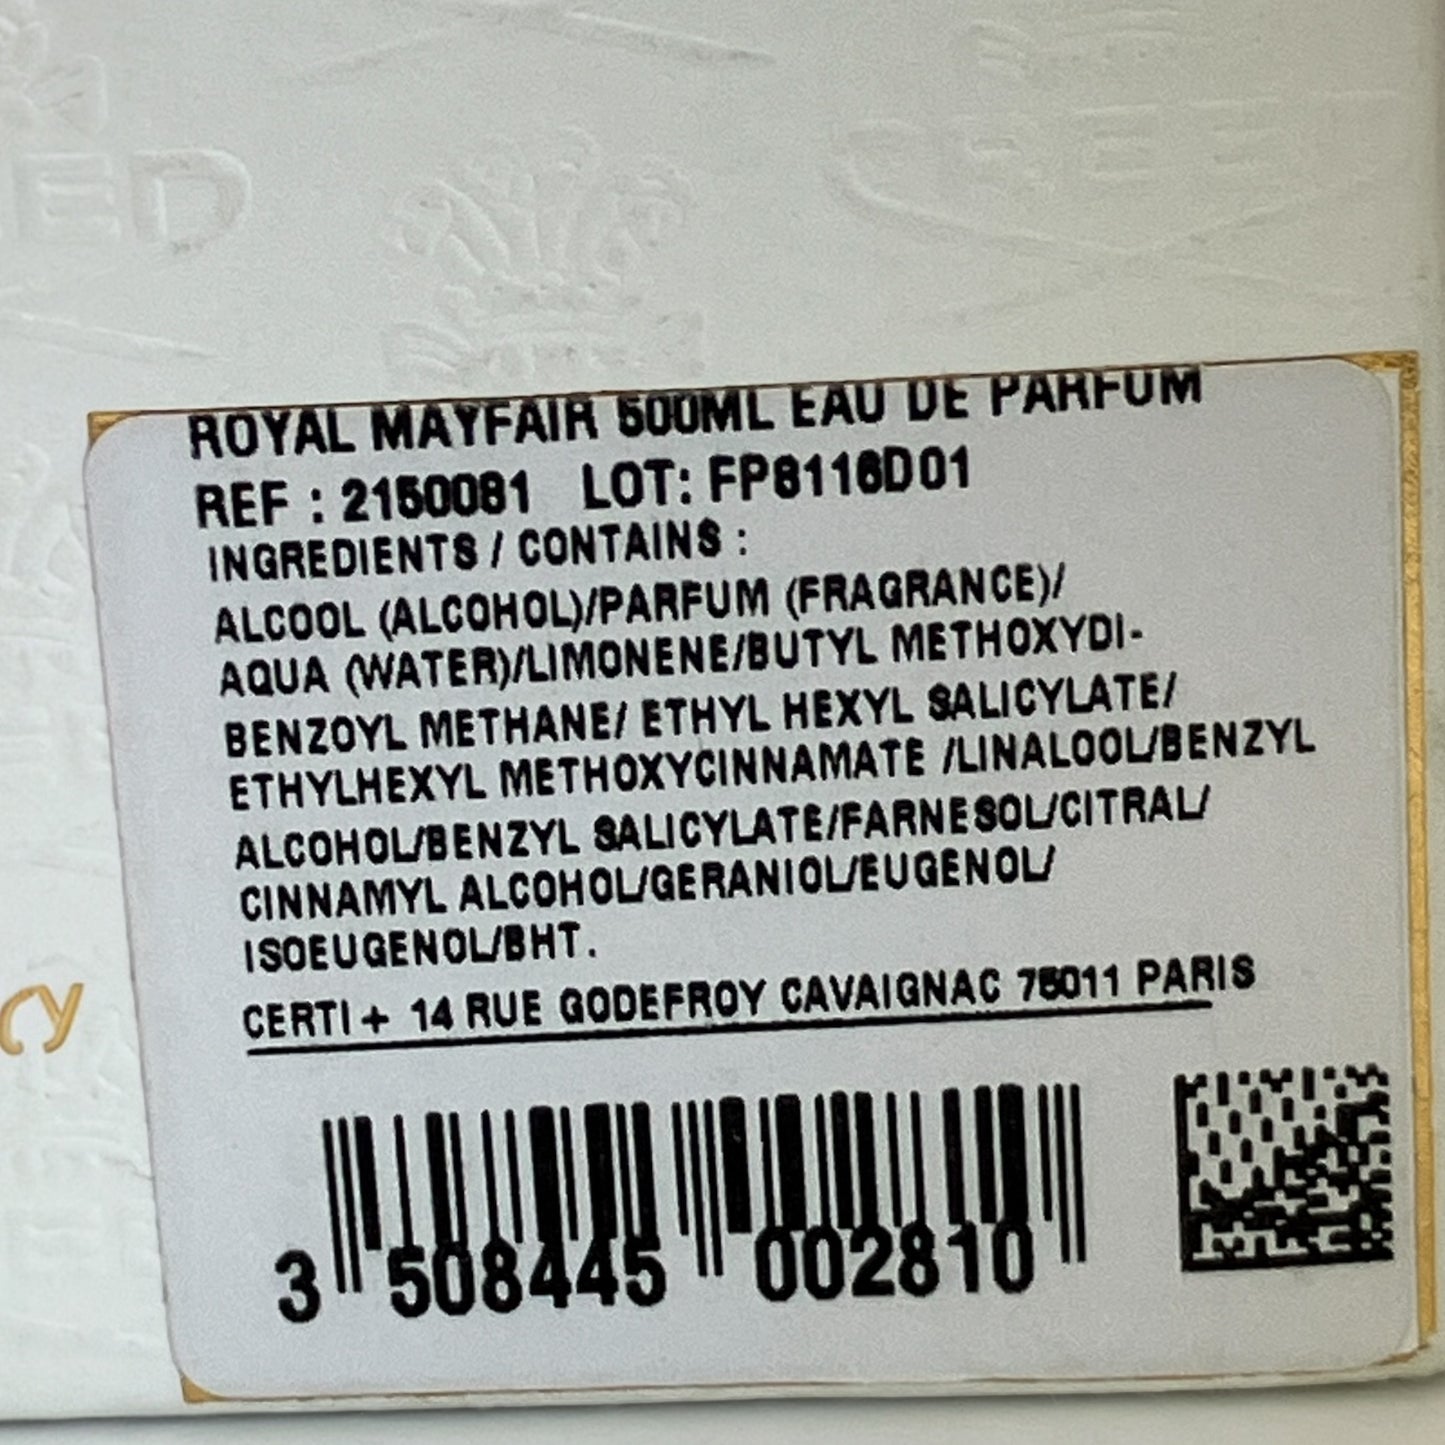 ROYAL MAYFAIR 500ML EAU DE PARFUM
REF : 2150081 LOT: FP8118D01
INGREDIENTS / CONTAINS :
ALCOOL (ALCOHOL)/PARFUM (FRAGRANCE)/
AQUA (WATER)/LIMONENE/BUTYL METHOXYDI-
BENZOYL METHANE/ ETHYL HEXYL SALICYLATE/
ETHYLHEXYL METHOXYCINNAMATE /LINALOOL/BENZYL
ALCOHOL/BENZYL SALICYLATE/FARNESOL/CITRAL/
CINNAMYL ALCOHOL/GERANIOL/EUGENOL/
ISOEUGENOL/BHT.
CERTI + 14 RUE GODEFROY CAVAIGNAC 75011 PARIS
3 508445 002810